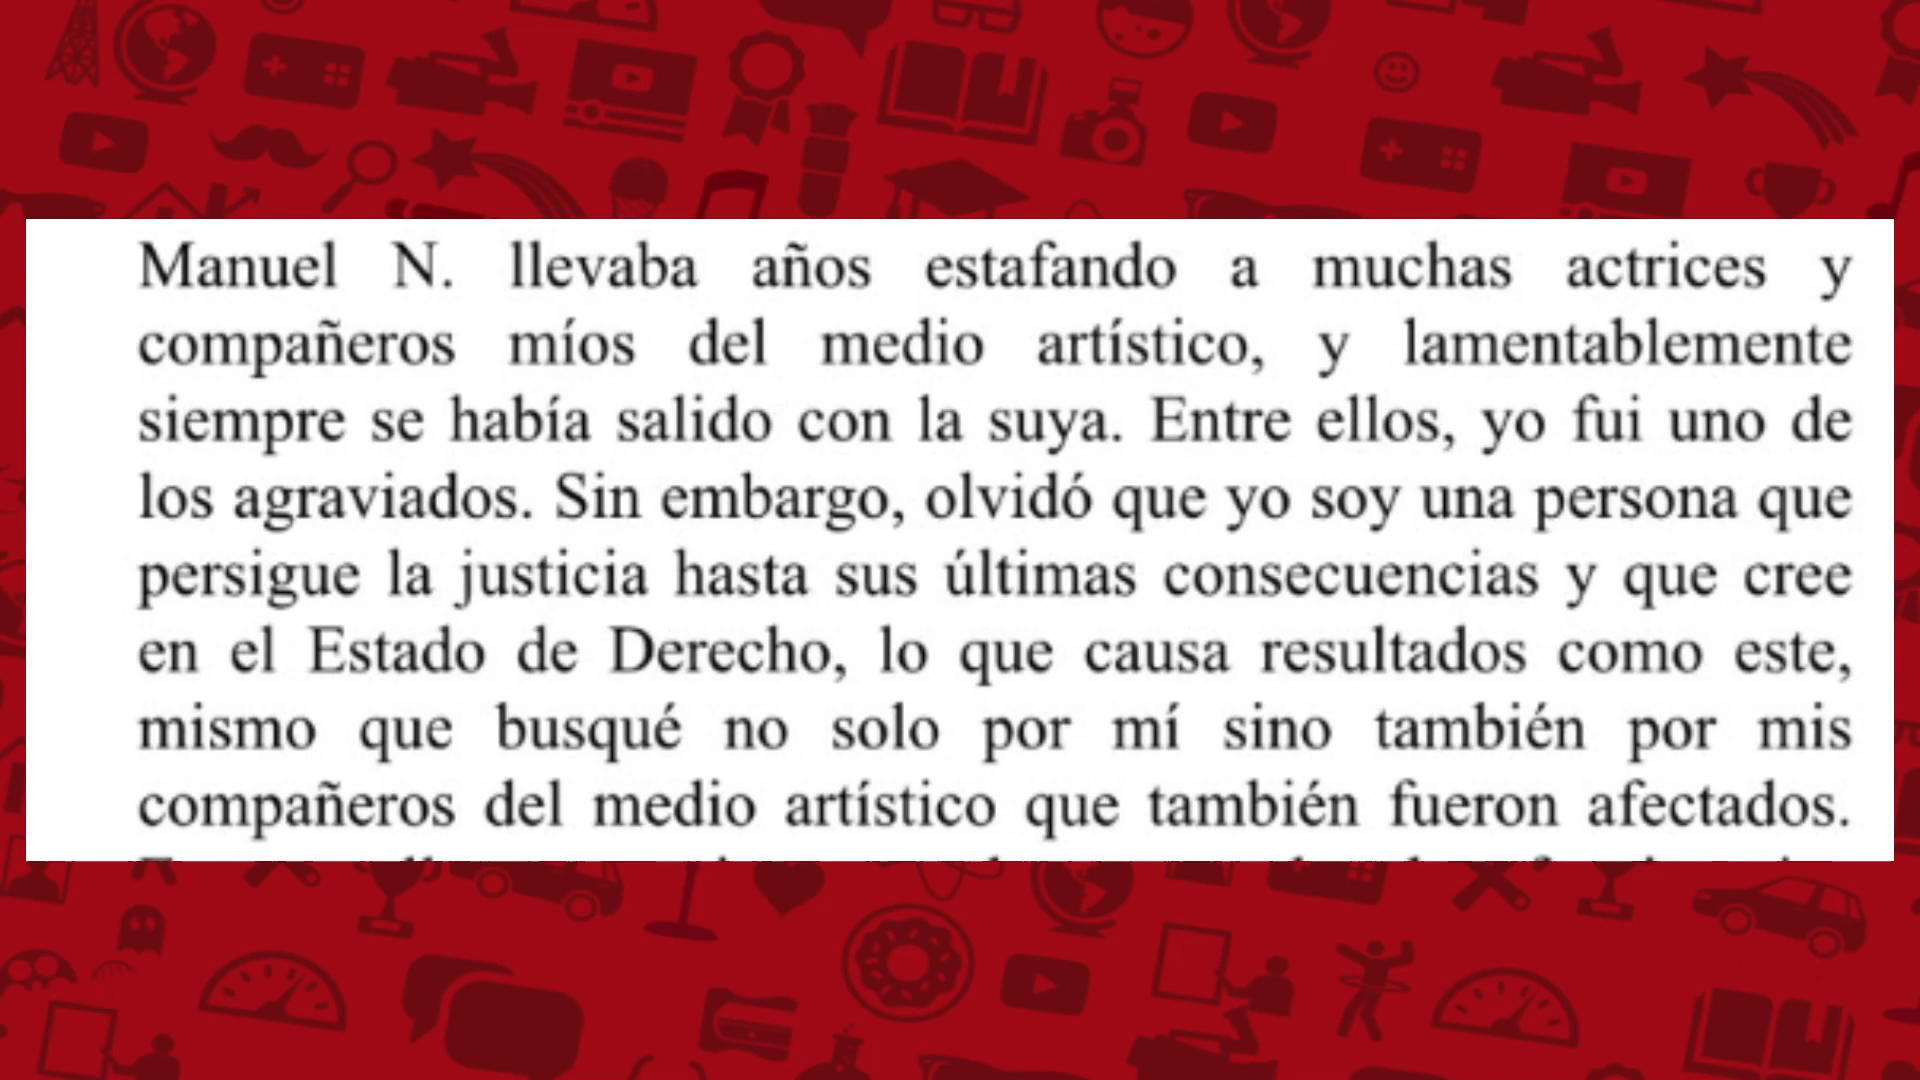 Manuel N. llevaba años estafando a muchas actrices y
compañeros míos del medio artístico, y lamentablemente
siempre se había salido con la suya. Entre ellos, yo fui uno de
los agraviados. Sin embargo, olvidó que yo soy una persona que
persigue la justicia hasta sus últimas consecuencias y que cree
en el Estado de Derecho, lo que causa resultados como este,
mismo que busqué no solo por mí sino también por mis
compañeros del medio artístico que también fueron afectados.